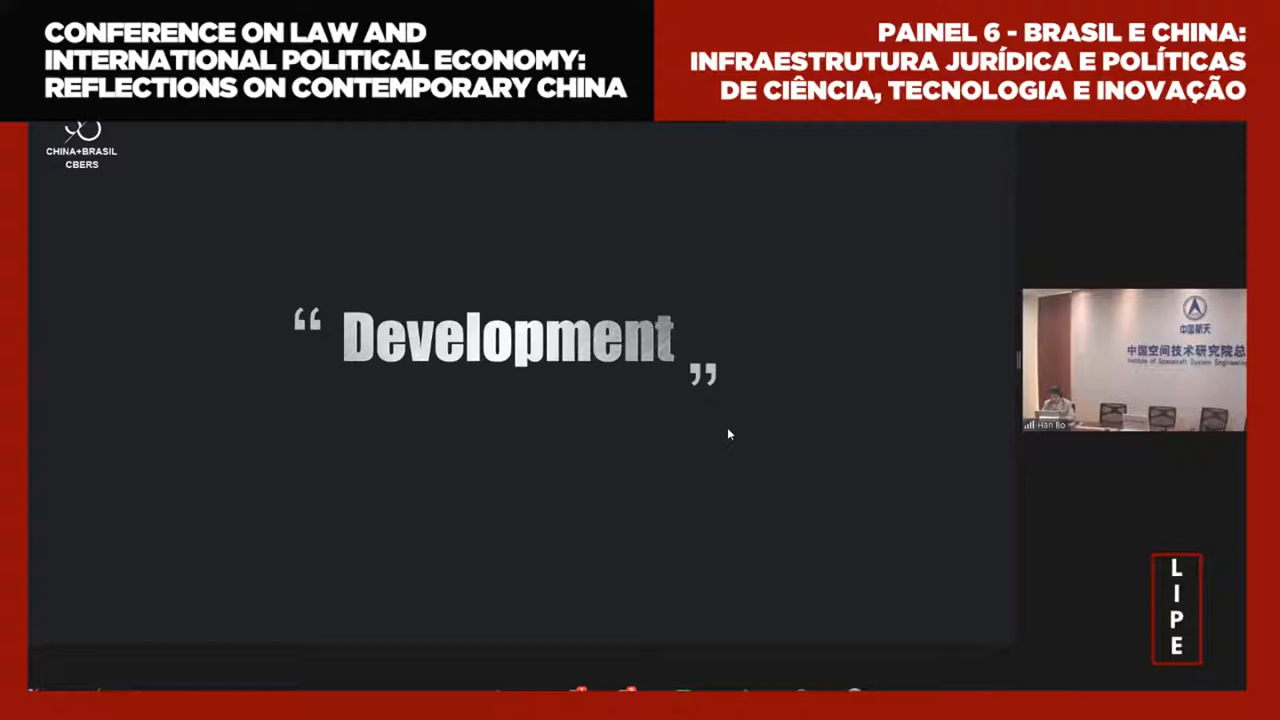 CONFERENCE ON LAW AND
INTERNATIONAL POLITICAL ECONOMY:
REFLECTIONS ON CONTEMPORARY CHINA
PAINEL 6 - BRASIL E CHINA:
INFRAESTRUTURA JURÍDICA E POLÍTICAS
DE CIÊNCIA, TECNOLOGIA E INOVAÇÃO
CHINA+BRASIL
CBERS
“ Development ”
中国航天
中国空间技术研究院总
Institute of Spacecraft System Engineering
Han Bo
L
I
P
E